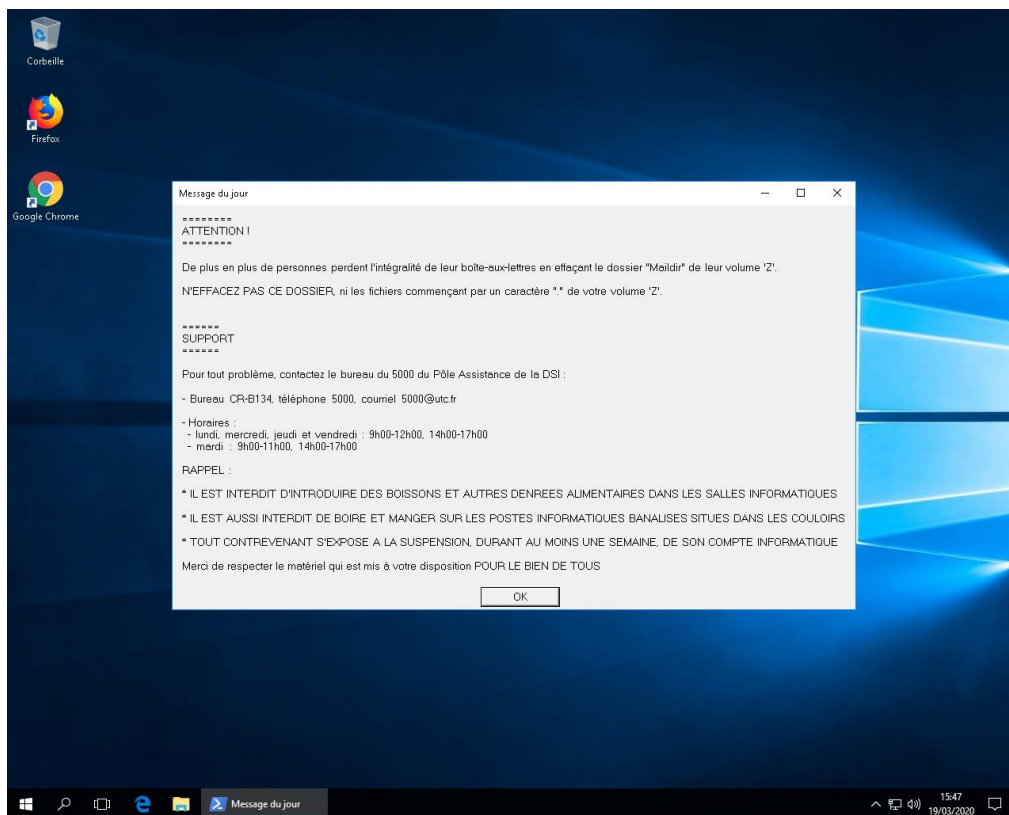 Corbeille
Firefox
Google Chrome
Message du jour
========
ATTENTION !
========
De plus en plus de personnes perdent l'intégralité de leur boîte-aux-lettres en effaçant le dossier "Maildir" de leur volume 'Z'.
N'EFFACEZ PAS CE DOSSIER, ni les fichiers commençant par un caractère "." de votre volume 'Z'.
======
SUPPORT
======
Pour tout problème, contactez le bureau du 5000 du Pôle Assistance de la DSI :
- Bureau CR-B134, téléphone 5000, courriel 5000@utc.fr
- Horaires :
- lundi, mercredi, jeudi et vendredi : 9h00-12h00, 14h00-17h00
- mardi : 9h00-11h00, 14h00-17h00
RAPPEL :
* IL EST INTERDIT D'INTRODUIRE DES BOISSONS ET AUTRES DENREES ALIMENTAIRES DANS LES SALLES INFORMATIQUES
* IL EST AUSSI INTERDIT DE BOIRE ET MANGER SUR LES POSTES INFORMATIQUES BANALISES SITUES DANS LES COULOIRS
* TOUT CONTREVENANT S'EXPOSE A LA SUSPENSION, DURANT AU MOINS UNE SEMAINE, DE SON COMPTE INFORMATIQUE
Merci de respecter le matériel qui est mis à votre disposition POUR LE BIEN DE TOUS
OK
Message du jour
15:47
19/03/2020